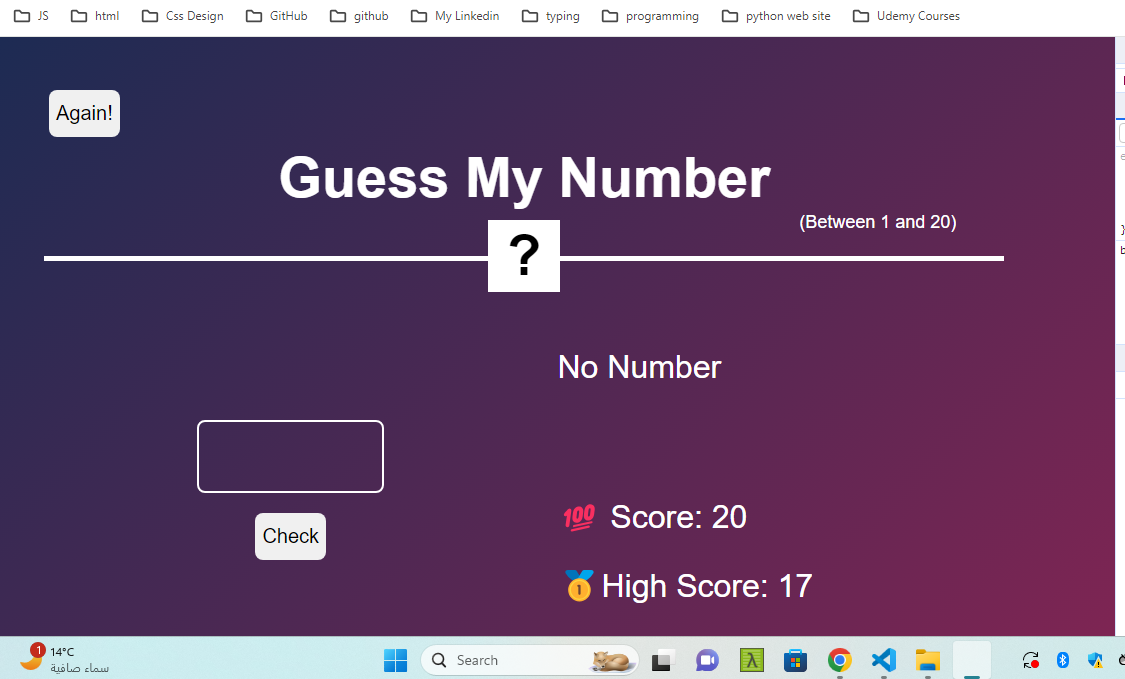 JS html Css Design GitHub github My Linkedin typing programming python web site Udemy Courses
Again!
Guess My Number
(Between 1 and 20)
?
No Number
Check
💯 Score: 20
🥇 High Score: 17
1 14°C
سماء صافية
Search